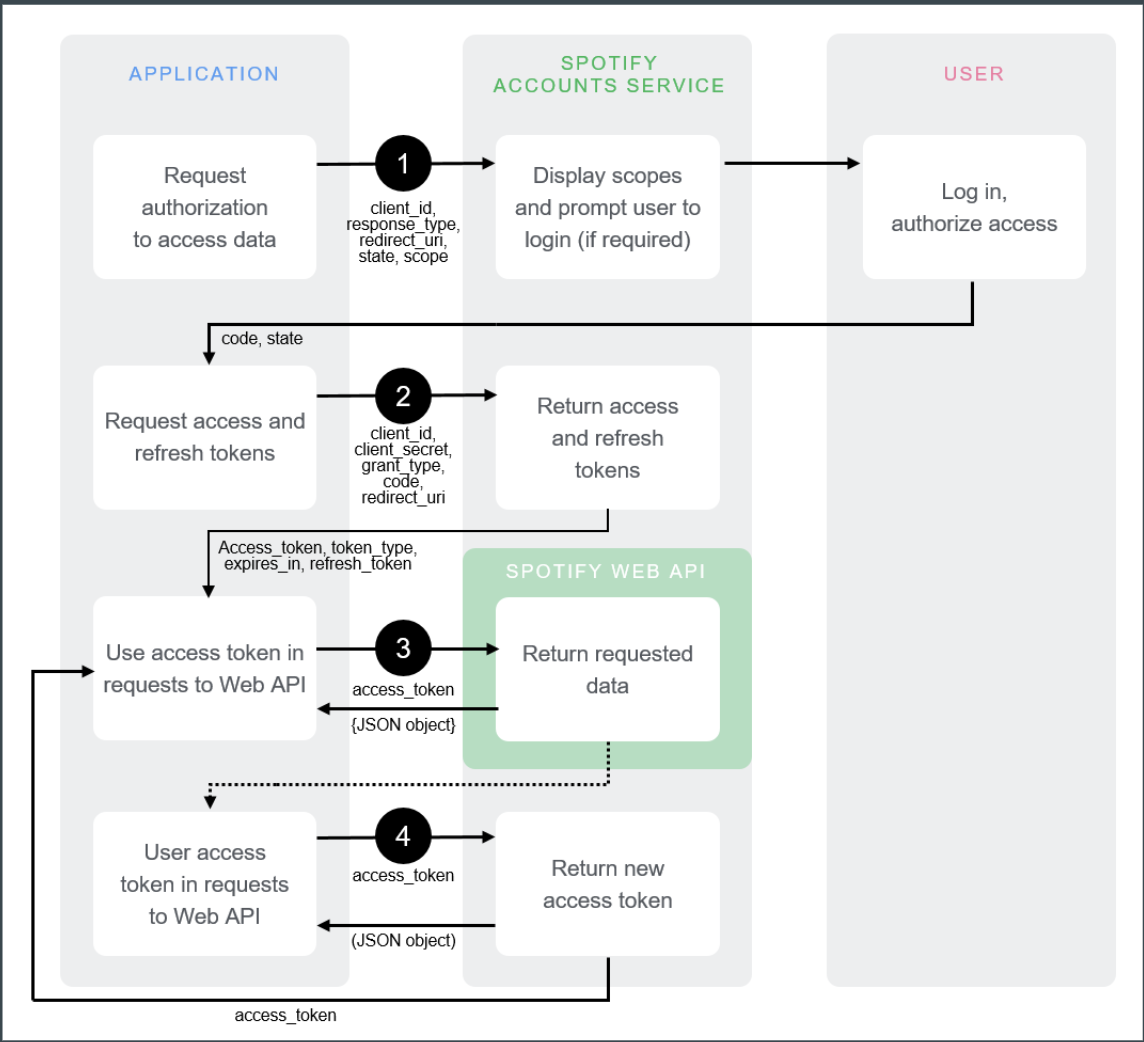 APPLICATION
SPOTIFY
ACCOUNTS SERVICE
USER
Request
authorization
to access data
1
client_id,
response_type,
redirect_uri,
state, scope
Display scopes
and prompt user to
login (if required)
Log in,
authorize access
code, state
Request access and
refresh tokens
2
client_id,
client_secret,
grant_type,
code,
redirect_uri
Return access
and refresh
tokens
Access_token, token_type,
expires_in, refresh_token
SPOTIFY WEB API
Use access token in
requests to Web API
3
access_token
{JSON object}
Return requested
data
User access
token in requests
to Web API
4
access_token
(JSON object)
Return new
access token
access_token